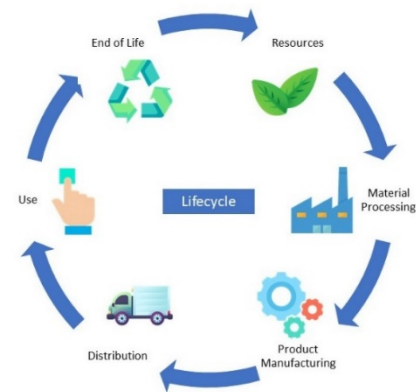 End of Life
Resources
Use
Lifecycle
Material
Processing
Distribution
Product
Manufacturing